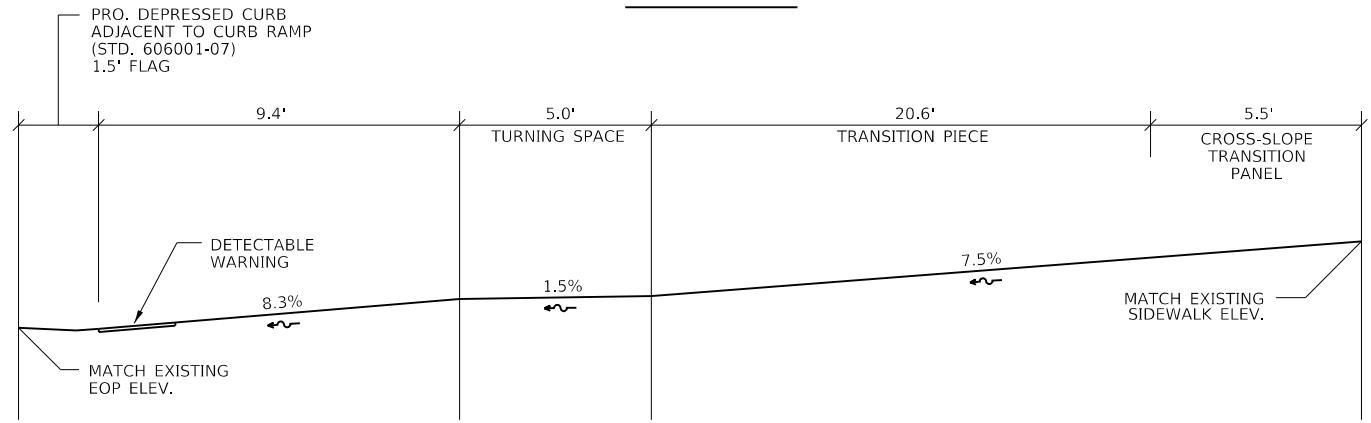 PRO. DEPRESSED CURB
ADJACENT TO CURB RAMP
(STD. 606001-07)
1.5' FLAG
9.4'
5.0'
TURNING SPACE
20.6'
TRANSITION PIECE
5.5'
CROSS-SLOPE
TRANSITION
PANEL
DETECTABLE
WARNING
8.3%
1.5%
7.5%
MATCH EXISTING
SIDEWALK ELEV.
MATCH EXISTING
EOP ELEV.